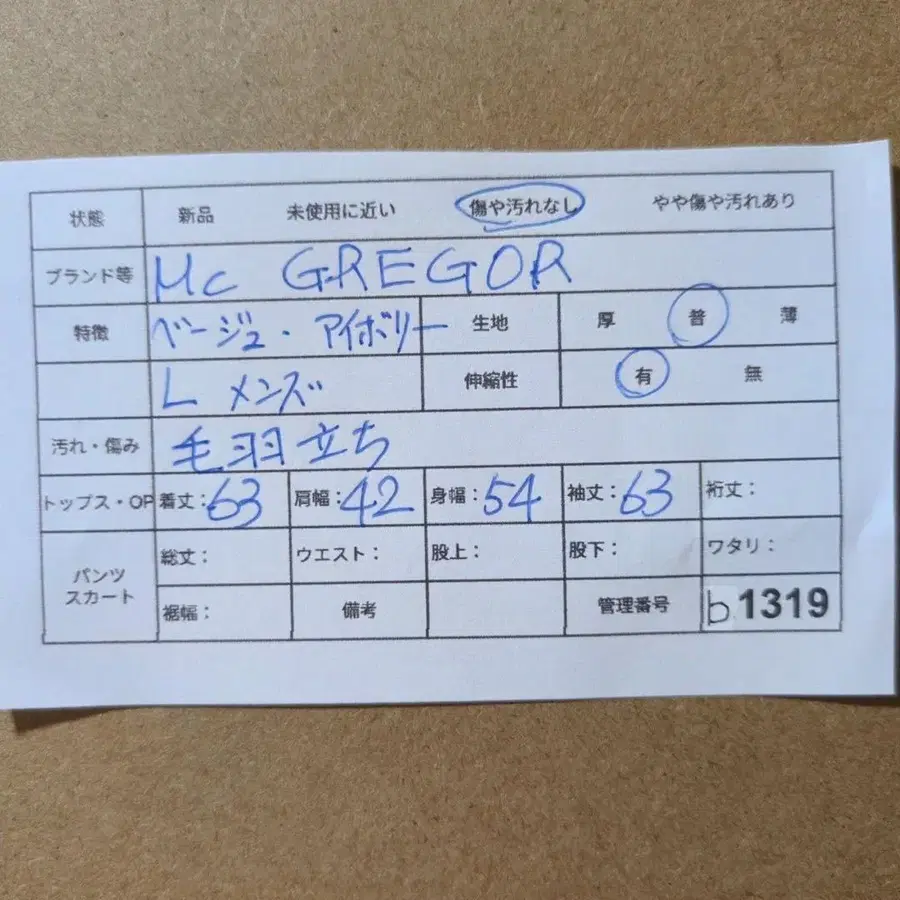 状態 新品 未使用に近い 傷や汚れなし やや傷や汚れあり
ブランド等 Mc GREGOR
特徴 ベージュ・アイボリー 生地 厚 普 薄
L メンズ 伸縮性 有 無
汚れ・傷み 毛羽立ち
トップス・OP 着丈:63 肩幅:42 身幅:54 袖丈:63 裄丈:
パンツ スカート 総丈: ウエスト: 股上: 股下: ワタリ:
裾幅: 備考 管理番号 b1319